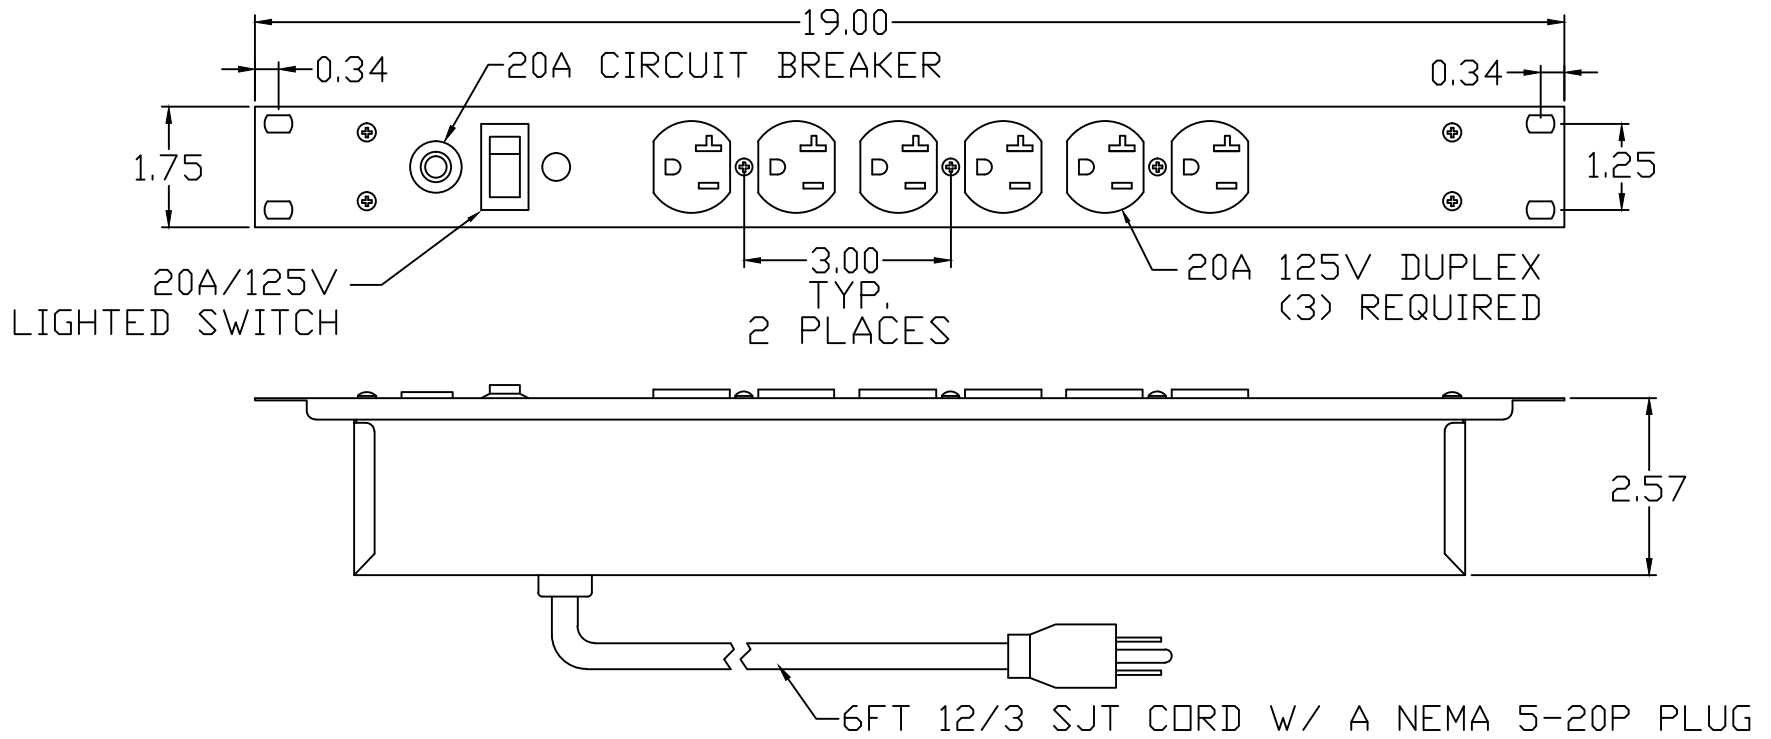 19.00
0.34
20A CIRCUIT BREAKER
0.34
1.75
1.25
20A/125V
LIGHTED SWITCH
3.00
TYP.
2 PLACES
20A 125V DUPLEX
(3) REQUIRED
2.57
6FT 12/3 SJT CORD W/ A NEMA 5-20P PLUG